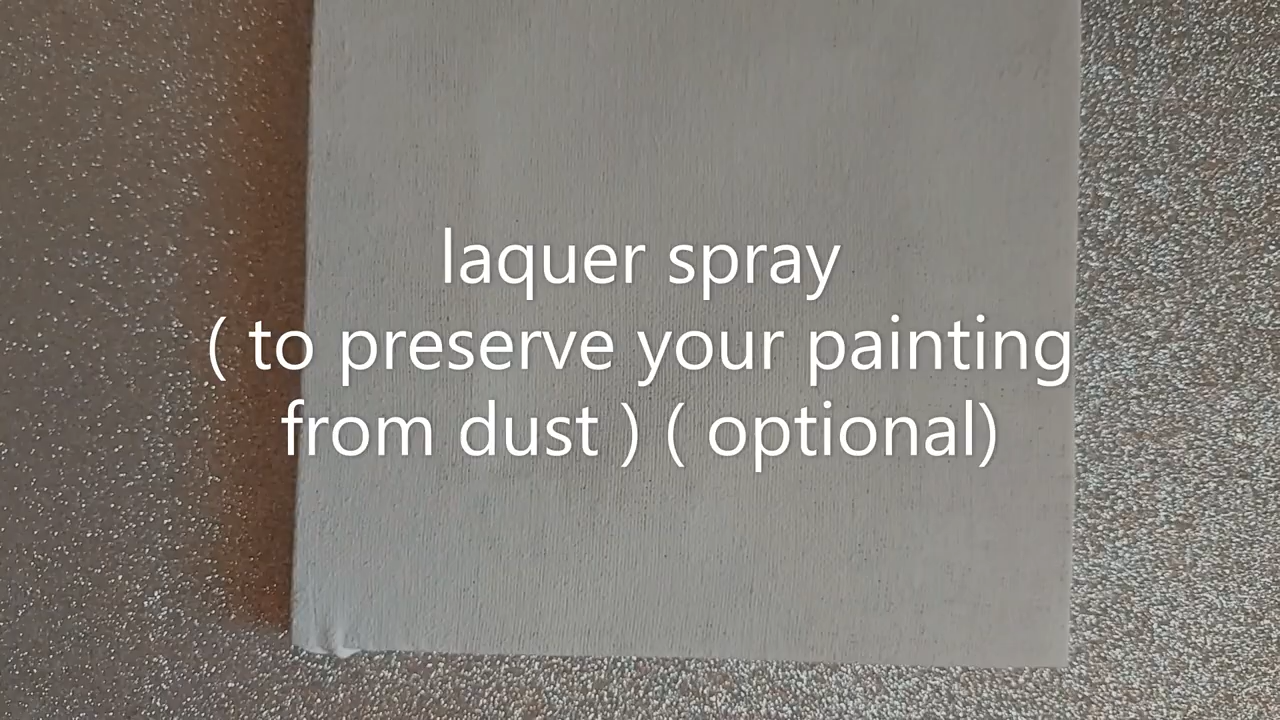 laquer spray
( to preserve your painting
from dust ) ( optional)